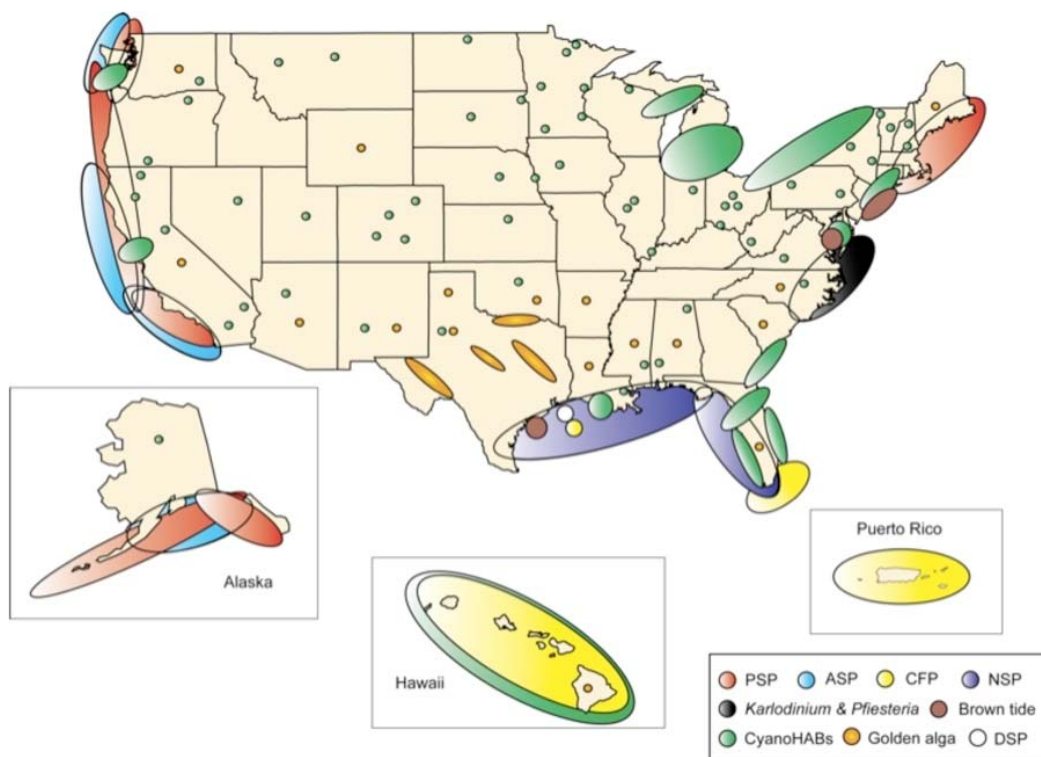 Alaska
Hawaii
Puerto Rico
PSP ASP CFP NSP
Karlodinium & Pfiesteria Brown tide
CyanoHABs Golden alga DSP